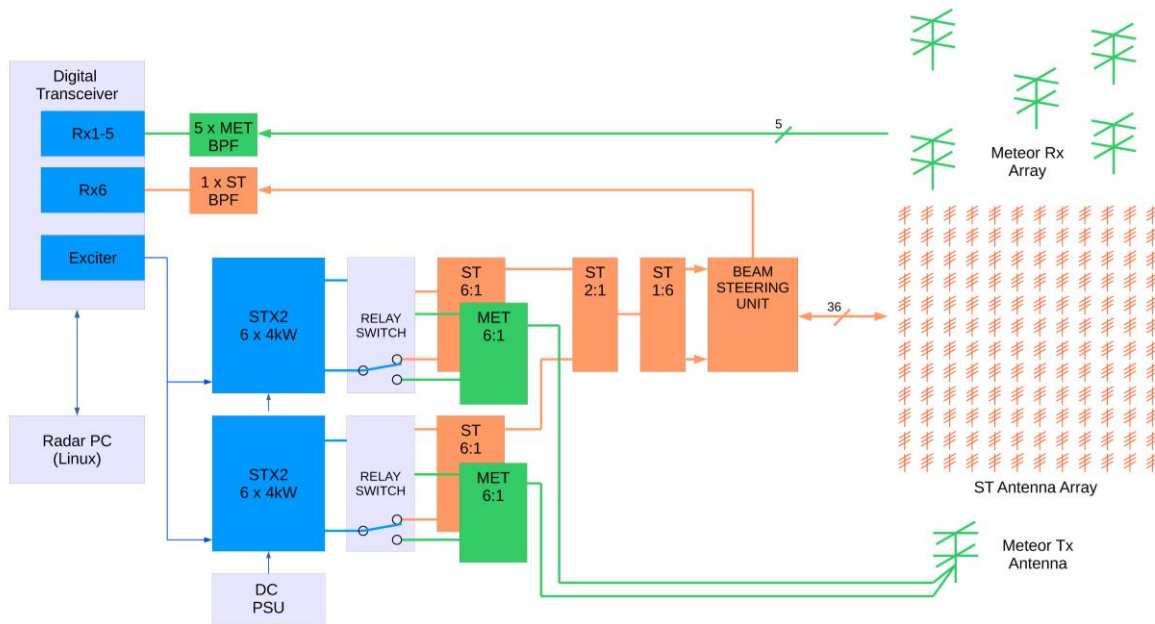 Digital
Transceiver
Rx1-5
5 x MET
BPF
5
Meteor Rx
Array
Rx6
1 x ST
BPF
Exciter
STX2
6 x 4kW
RELAY
SWITCH
ST
6:1
MET
6:1
ST
2:1
ST
1:6
BEAM
STEERING
UNIT
36
ST Antenna Array
Radar PC
(Linux)
STX2
6 x 4kW
RELAY
SWITCH
ST
6:1
MET
6:1
Meteor Tx
Antenna
DC
PSU